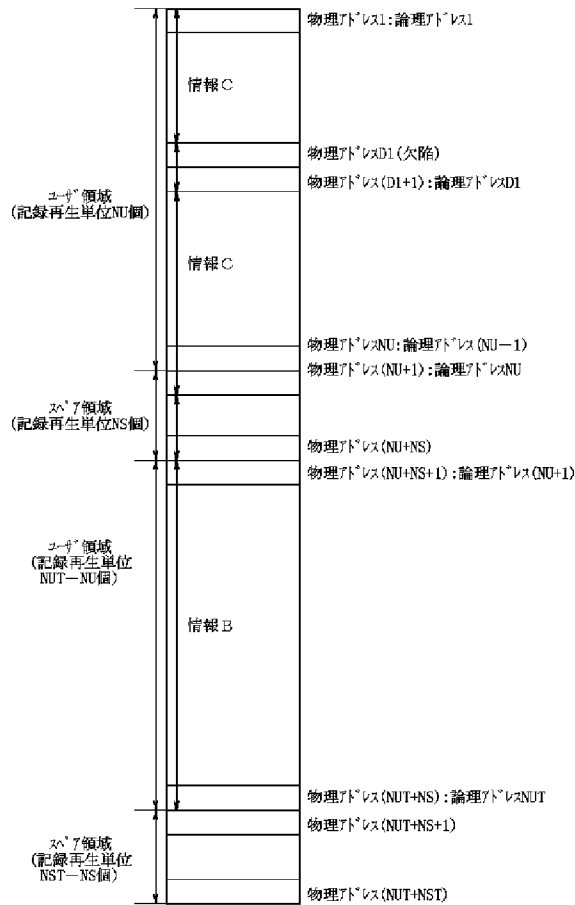 物理ｱﾄﾞﾚｽ1:論理ｱﾄﾞﾚｽ1
情報C
物理ｱﾄﾞﾚｽD1(欠陥)
物理ｱﾄﾞﾚｽ(D1+1):論理ｱﾄﾞﾚｽD1
ﾕｰｻﾞ領域
(記録再生単位NU個)
情報C
物理ｱﾄﾞﾚｽNU:論理ｱﾄﾞﾚｽ(NU−1)
物理ｱﾄﾞﾚｽ(NU+1):論理ｱﾄﾞﾚｽNU
ｽﾍﾟｱ領域
(記録再生単位NS個)
物理ｱﾄﾞﾚｽ(NU+NS)
物理ｱﾄﾞﾚｽ(NU+NS+1):論理ｱﾄﾞﾚｽ(NU+1)
ﾕｰｻﾞ領域
(記録再生単位
NUT−NU個)
情報B
物理ｱﾄﾞﾚｽ(NUT+NS):論理ｱﾄﾞﾚｽNUT
物理ｱﾄﾞﾚｽ(NUT+NS+1)
ｽﾍﾟｱ領域
(記録再生単位
NST−NS個)
物理ｱﾄﾞﾚｽ(NUT+NST)